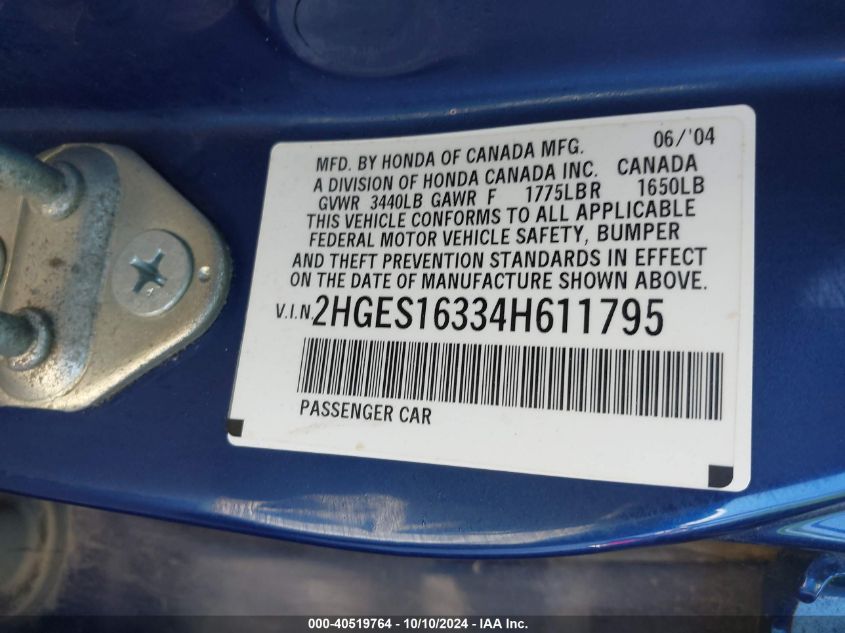 06/'04
MFD. BY HONDA OF CANADA MFG.
A DIVISION OF HONDA CANADA INC. CANADA
GVWR 3440LB GAWR F 1775LBR 1650LB
THIS VEHICLE CONFORMS TO ALL APPLICABLE
FEDERAL MOTOR VEHICLE SAFETY, BUMPER
AND THEFT PREVENTION STANDARDS IN EFFECT
ON THE DATE OF MANUFACTURE SHOWN ABOVE.
V.I.N. 2HGES16334H611795
PASSENGER CAR
000-40519764 - 10/10/2024 - IAA Inc.